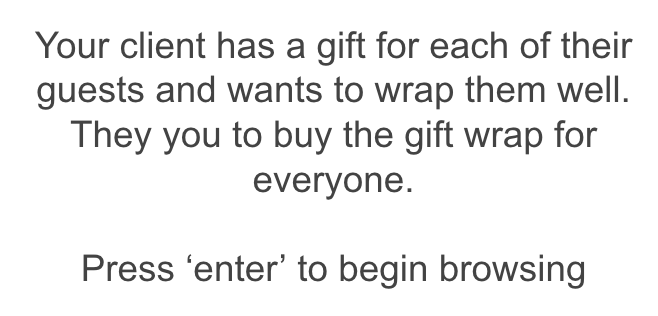 Your client has a gift for each of their
guests and wants to wrap them well.
They you to buy the gift wrap for
everyone.
Press ‘enter’ to begin browsing